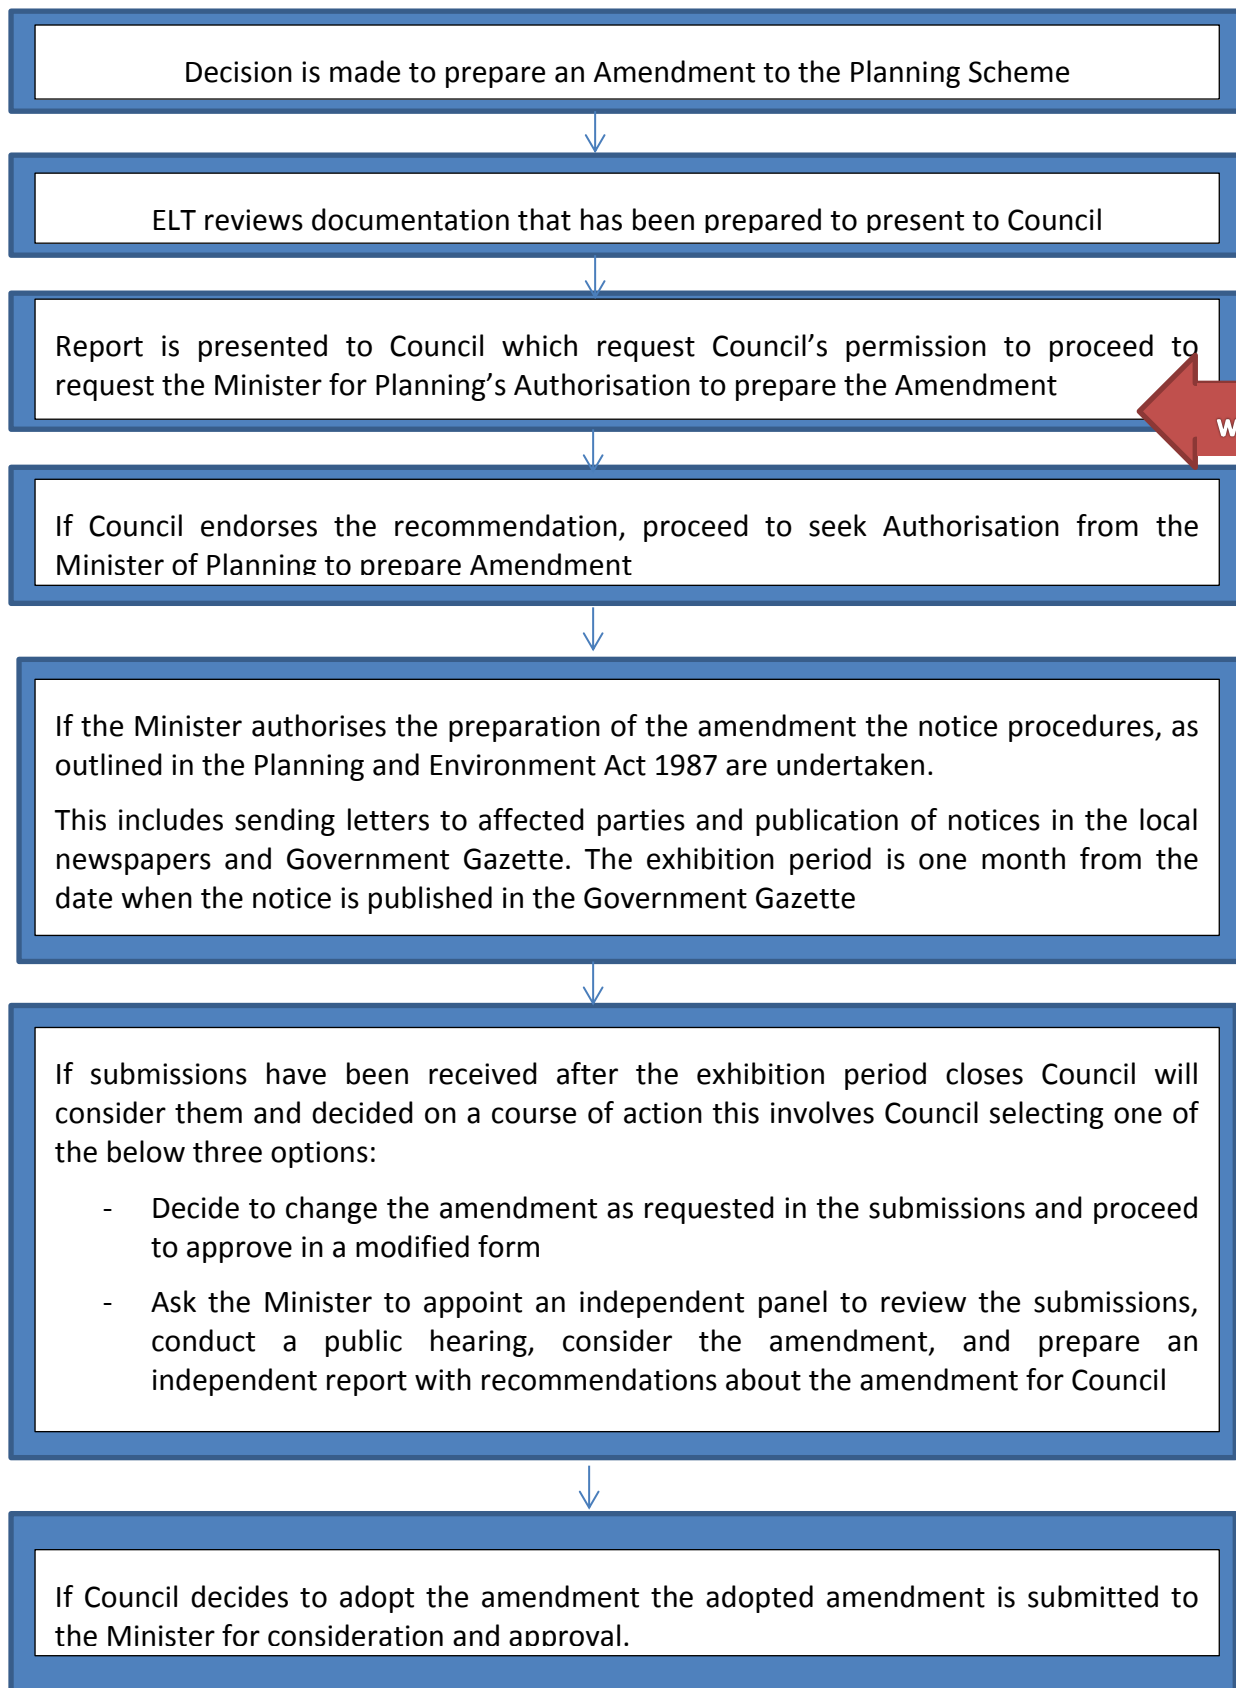 Decision is made to prepare an Amendment to the Planning Scheme
ELT reviews documentation that has been prepared to present to Council
Report is presented to Council which request Council's permission to proceed to
request the Minister for Planning's Authorisation to prepare the Amendment
w
If Council endorses the recommendation, proceed to seek Authorisation from the
Minister of Planning to prepare Amendment
If the Minister authorises the preparation of the amendment the notice procedures, as
outlined in the Planning and Environment Act 1987 are undertaken.
This includes sending letters to affected parties and publication of notices in the local
newspapers and Government Gazette. The exhibition period is one month from the
date when the notice is published in the Government Gazette
If submissions have been received after the exhibition period closes Council will
consider them and decided on a course of action this involves Council selecting one of
the below three options:
- Decide to change the amendment as requested in the submissions and proceed
to approve in a modified form
- Ask the Minister to appoint an independent panel to review the submissions,
conduct a public hearing, consider the amendment, and prepare an
independent report with recommendations about the amendment for Council
If Council decides to adopt the amendment the adopted amendment is submitted to
the Minister for consideration and approval.